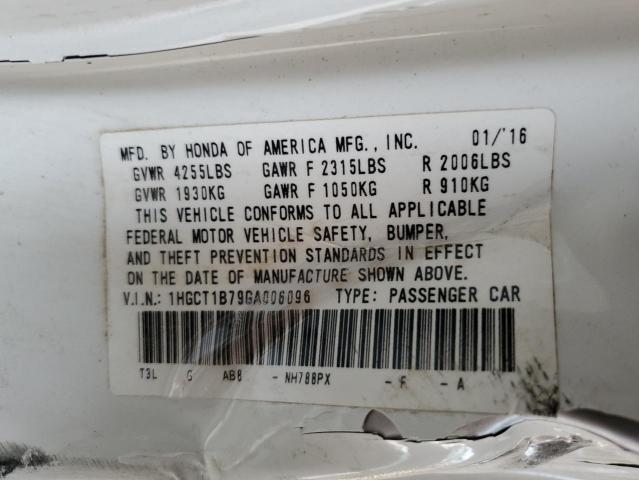 MFD. BY HONDA OF AMERICA MFG., INC. 01/'16
GVWR 4255LBS GAWR F 2315LBS R 2006LBS
GVWR 1930KG GAWR F 1050KG R 910KG
THIS VEHICLE CONFORMS TO ALL APPLICABLE
FEDERAL MOTOR VEHICLE SAFETY, BUMPER,
AND THEFT PREVENTION STANDARDS IN EFFECT
ON THE DATE OF MANUFACTURE SHOWN ABOVE.
V.I.N.: 1HGCT1B79GA006096 TYPE: PASSENGER CAR
T3L G AB8 - NH788PX - F - A